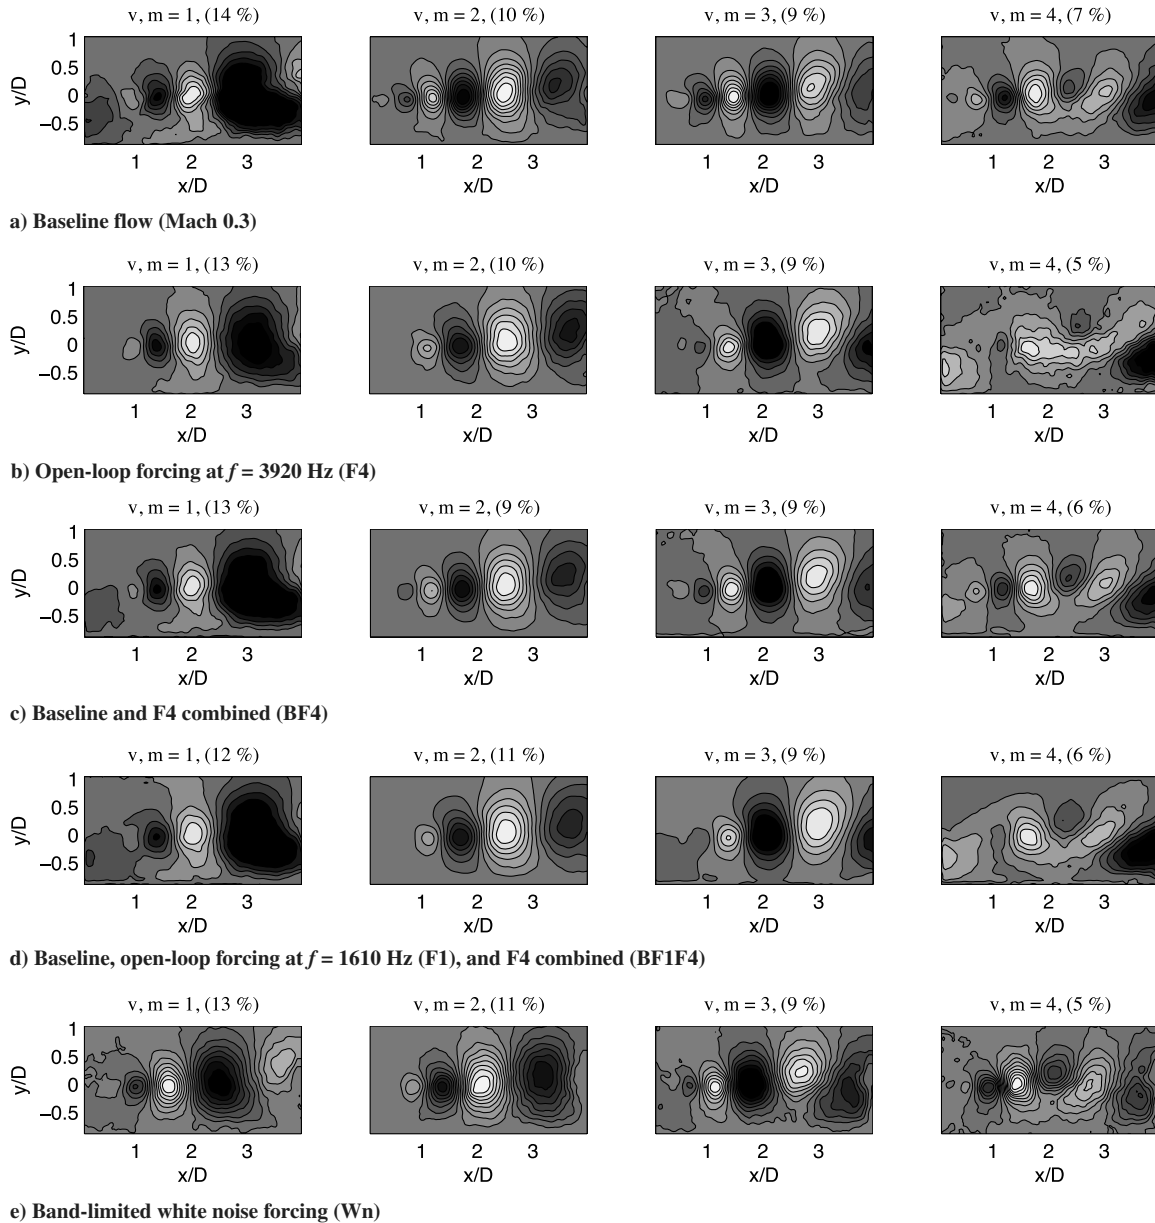 v, m = 1, (14 %)
v, m = 2, (10 %)
v, m = 3, (9 %)
v, m = 4, (7 %)
y/D
1
0.5
0
−0.5
1 2 3
1 2 3
1 2 3
1 2 3
x/D
x/D
x/D
x/D
a) Baseline flow (Mach 0.3)
v, m = 1, (13 %)
v, m = 2, (10 %)
v, m = 3, (9 %)
v, m = 4, (5 %)
y/D
1
0.5
0
−0.5
1 2 3
1 2 3
1 2 3
1 2 3
x/D
x/D
x/D
x/D
b) Open-loop forcing at f = 3920 Hz (F4)
v, m = 1, (13 %)
v, m = 2, (9 %)
v, m = 3, (9 %)
v, m = 4, (6 %)
y/D
1
0.5
0
−0.5
1 2 3
1 2 3
1 2 3
1 2 3
x/D
x/D
x/D
x/D
c) Baseline and F4 combined (BF4)
v, m = 1, (12 %)
v, m = 2, (11 %)
v, m = 3, (9 %)
v, m = 4, (6 %)
y/D
1
0.5
0
−0.5
1 2 3
1 2 3
1 2 3
1 2 3
x/D
x/D
x/D
x/D
d) Baseline, open-loop forcing at f = 1610 Hz (F1), and F4 combined (BF1F4)
v, m = 1, (13 %)
v, m = 2, (11 %)
v, m = 3, (9 %)
v, m = 4, (5 %)
y/D
1
0.5
0
−0.5
1 2 3
1 2 3
1 2 3
1 2 3
x/D
x/D
x/D
x/D
e) Band-limited white noise forcing (Wn)